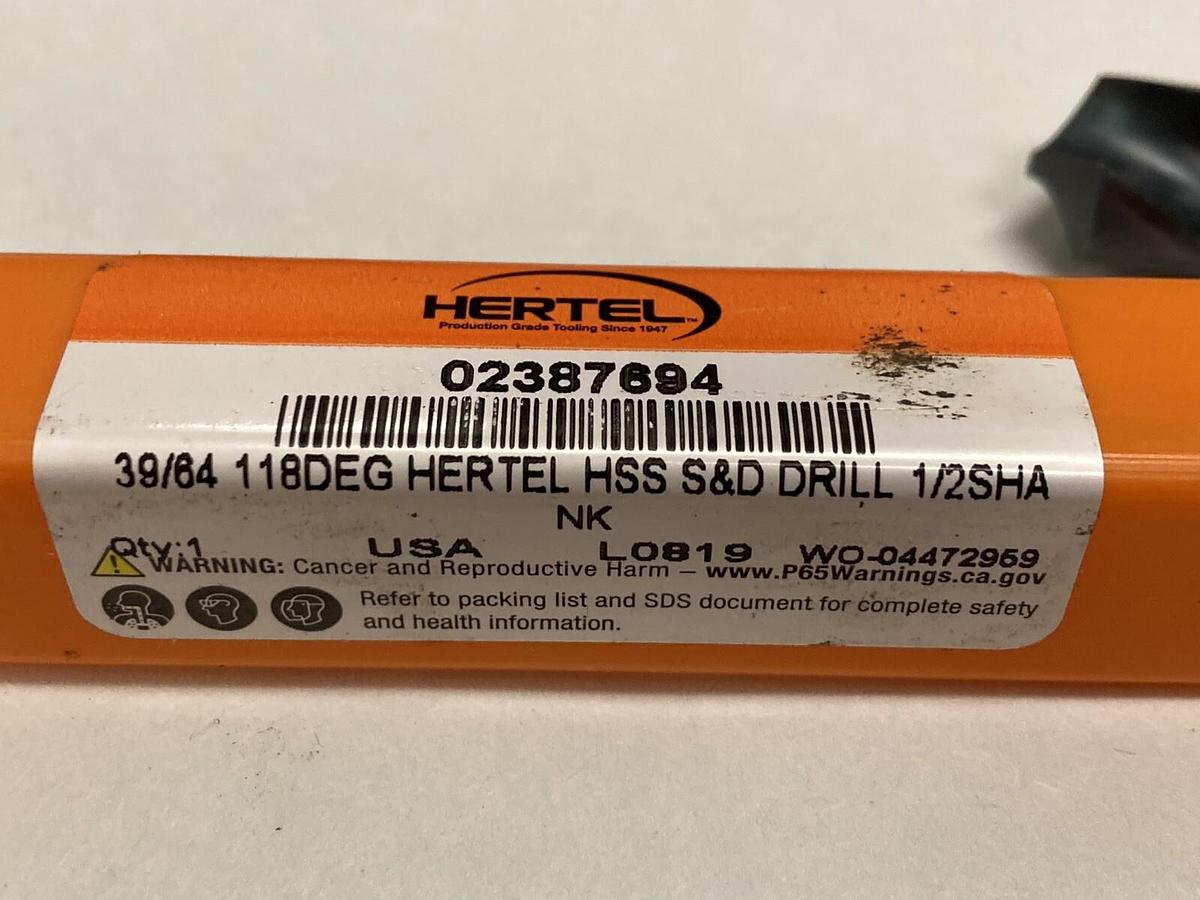 HERTEL™
Production Grade Tooling Since 1947
02387694
39/64 118DEG HERTEL HSS S&D DRILL 1/2SHA
NK
Qty:1 USA L0819 WO-04472959
WARNING: Cancer and Reproductive Harm – www.P65Warnings.ca.gov
Refer to packing list and SDS document for complete safety
and health information.